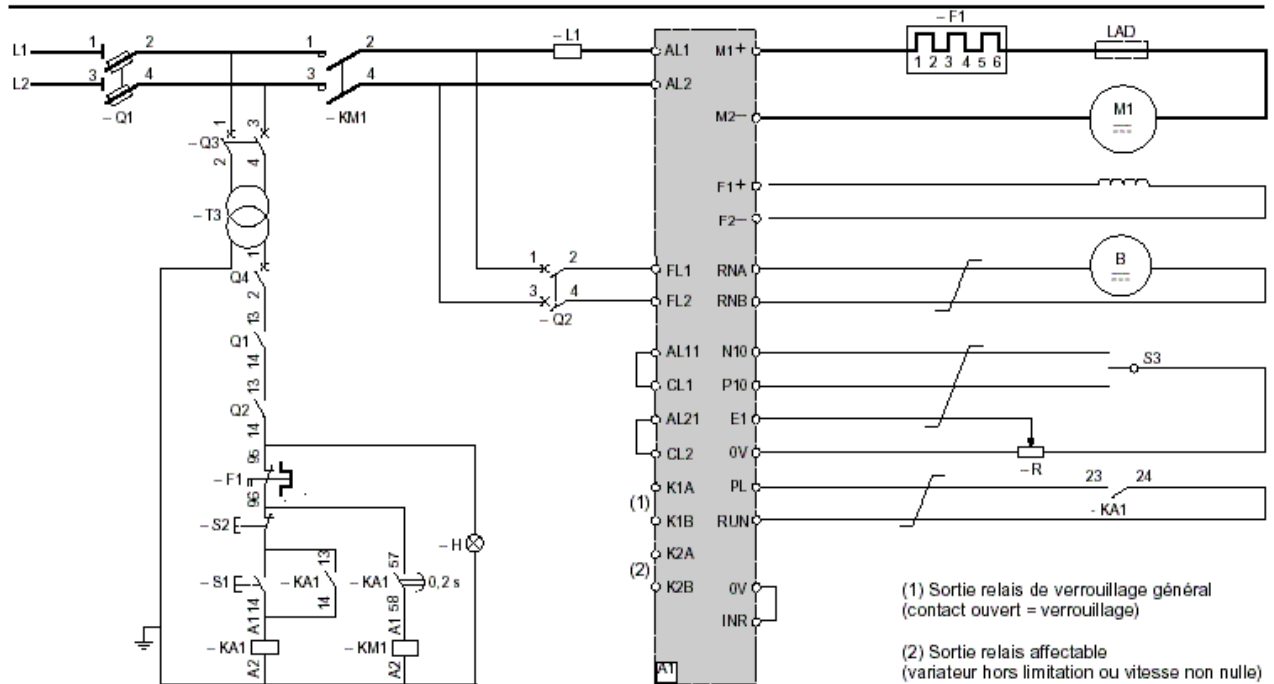 L1 1 2 1 2 – L1 AL1 M1+ – F1 LAD
1 2 3 4 5 6
L2 3 4 3 4 AL2
– Q1 – KM1 M2– M1
1 3
– Q3
2 4
F1+
– T3
F2–
1 1 2 FL1 RNA B
Q4
2 3 4 FL2 RNB
– Q2
13
Q1 AL11 N10
14 S3
13 CL1 P10
Q2 AL21 E1
14
CL2 0V
– R
95
– F1 K1A PL 23 24
96 (1) – KA1
– S2 K1B RUN
– H
13 57 K2A
(2)
– S1 – KA1 – KA1 0,2 s K2B 0V
14 14 58
INR
A1 A1
– KA1 – KM1
A2 A2
A1
(1) Sortie relais de verrouillage général
(contact ouvert = verrouillage)
(2) Sortie relais affectable
(variateur hors limitation ou vitesse non nulle)